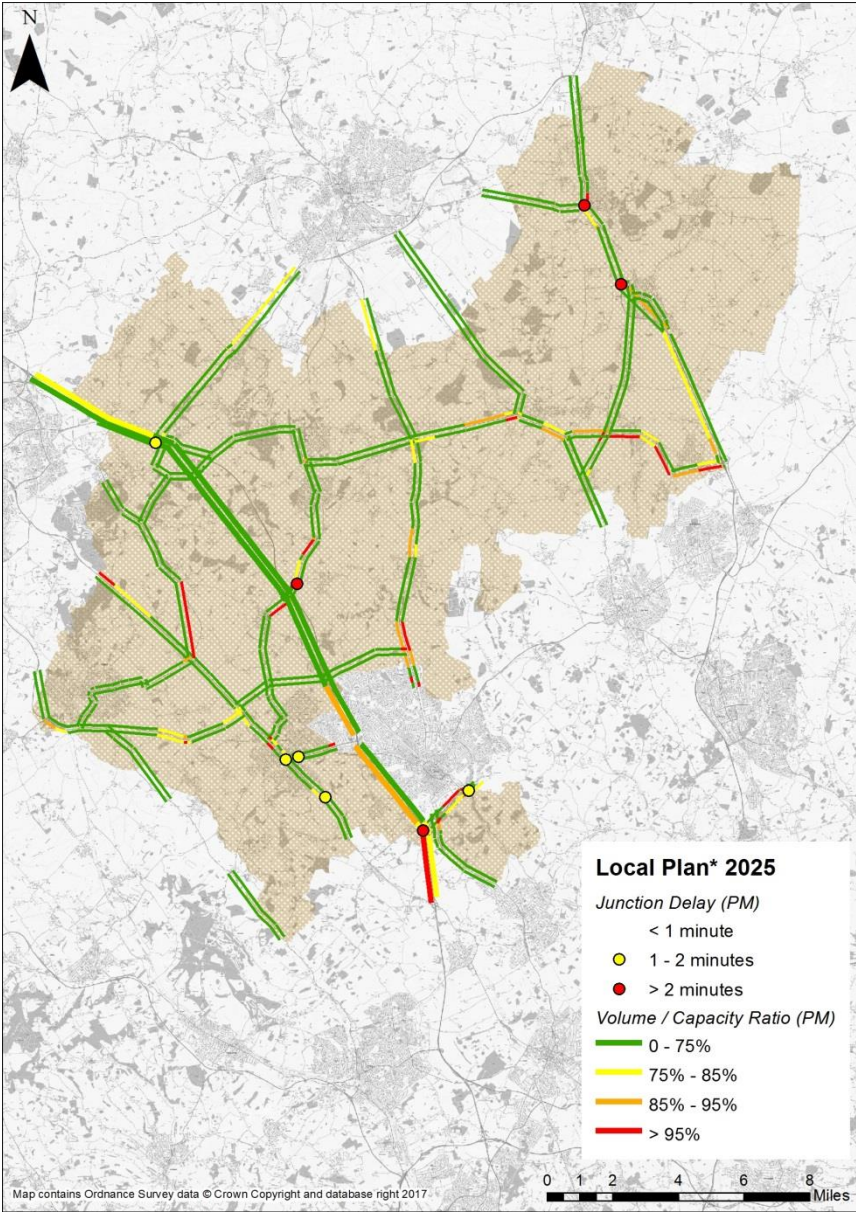 N
Local Plan* 2025
Junction Delay (PM)
< 1 minute
1 - 2 minutes
> 2 minutes
Volume / Capacity Ratio (PM)
0 - 75%
75% - 85%
85% - 95%
> 95%
Map contains Ordnance Survey data © Crown Copyright and database right 2017
0 1 2 4 6 8
Miles